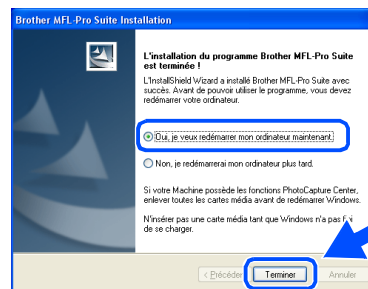 Brother MFL-Pro Suite Installation
L'installation du programme Brother MFL-Pro Suite
est terminée !
L'InstallShield Wizard a installé Brother MFL-Pro Suite avec
succès. Avant de pouvoir utiliser le programme, vous devez
redémarrer votre ordinateur.
Oui, je veux redémarrer mon ordinateur maintenant.
Non, je redémarrerai mon ordinateur plus tard.
Si votre Machine possède les fonctions PhotoCapture Center,
enlever toutes les cartes média avant de redémarrer Windows.
N'insérer pas une carte média tant que Windows n'a pas fini
de se charger.
< Précéden
Terminer
Annuler